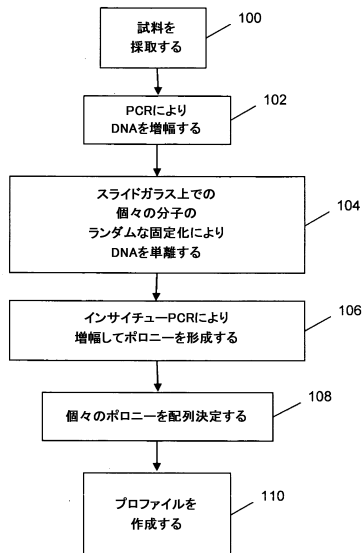 試料を
採取する
100
PCRにより
DNAを増幅する
102
スライドガラス上での
個々の分子の
ランダムな固定化により
DNAを単離する
104
インサイチューPCRにより
増幅してポロニーを形成する
106
個々のポロニーを配列決定する
108
プロファイルを
作成する
110